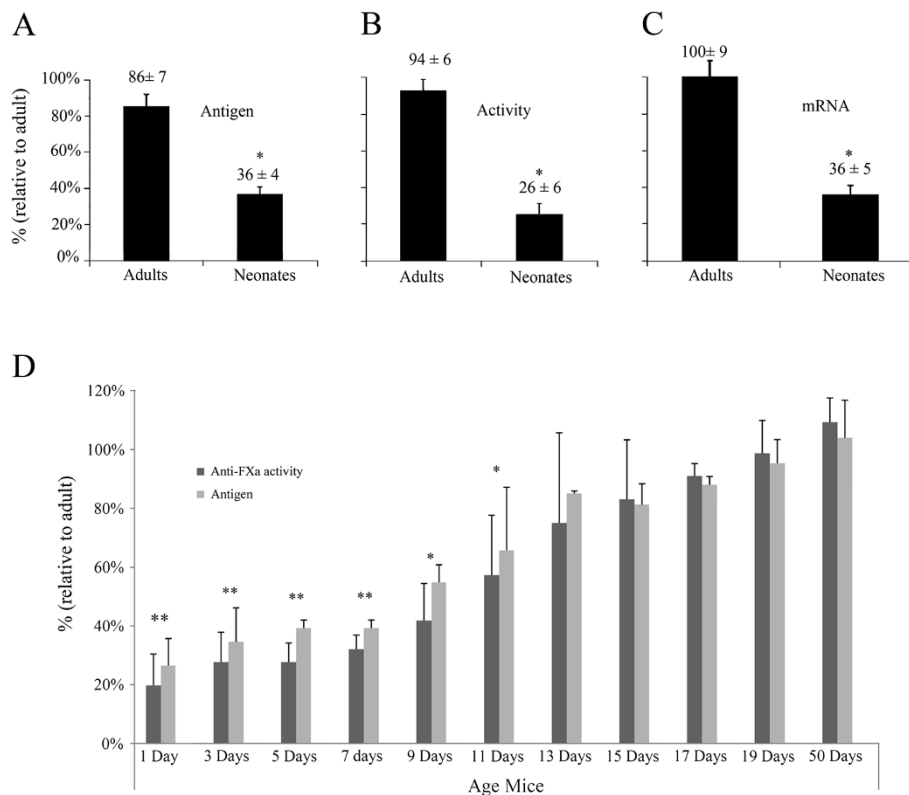 A
86± 7
100%
80%
60%
40%
20%
0%
% (relative to adult)
Antigen
*
36 ± 4
Adults
Neonates
B
94 ± 6
Activity
*
26 ± 6
Adults
Neonates
C
100± 9
mRNA
*
36 ± 5
Adults
Neonates
D
120%
100%
80%
60%
40%
20%
0%
% (relative to adult)
Anti-FXa activity
Antigen
**
**
**
**
*
*
1 Day
3 Days
5 Days
7 days
9 Days
11 Days
13 Days
15 Days
17 Days
19 Days
50 Days
Age Mice